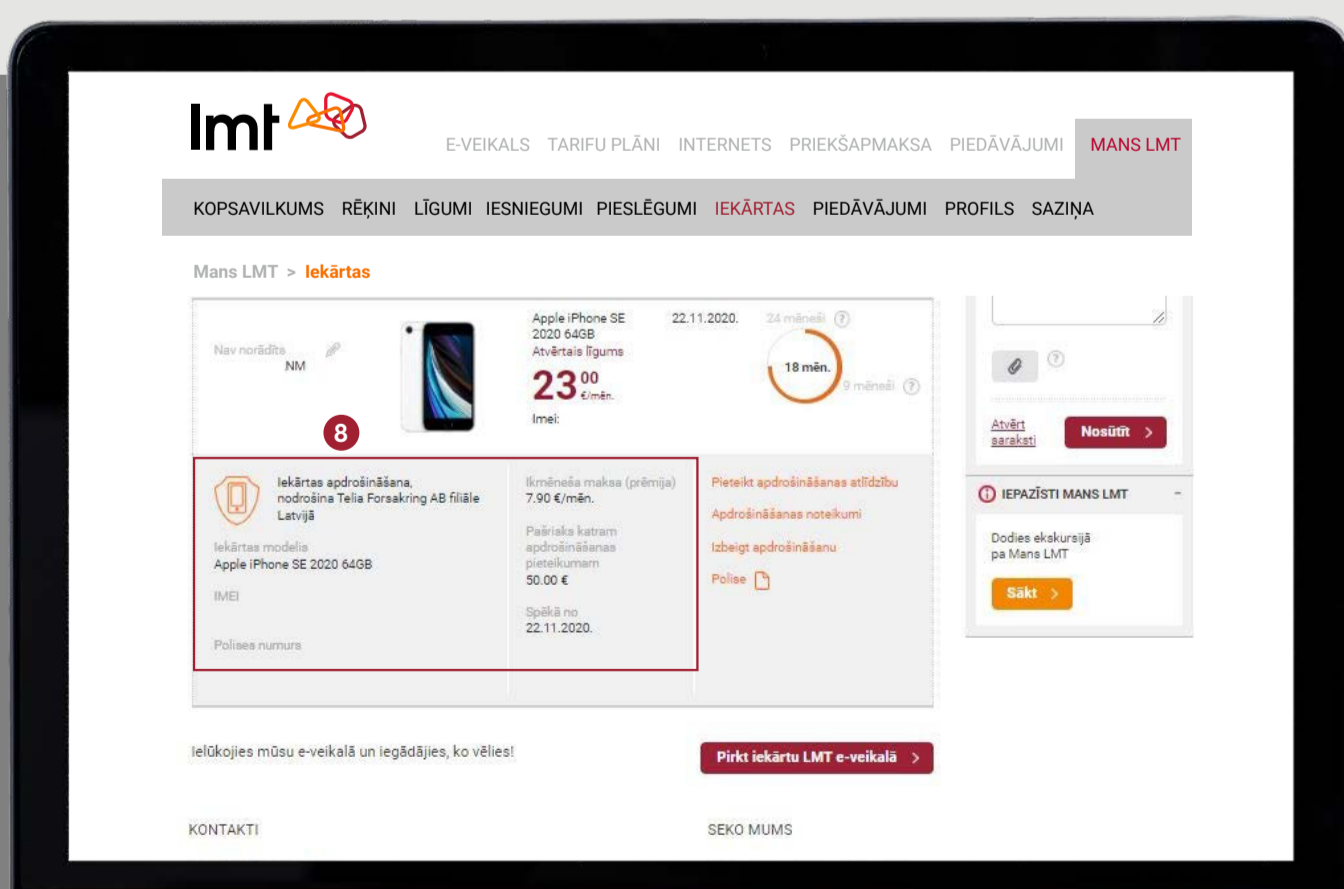 lmt
E-VEIKALS TARIFU PLĀNI INTERNETS PRIEKŠAPMAKSA PIEDĀVĀJUMI MANS LMT
KOPSAVILKUMS RĒĶINI LĪGUMI IESNIEGUMI PIESLĒGUMI IEKĀRTAS PIEDĀVĀJUMI PROFILS SAZIŅA
Mans LMT > Iekārtas
Nav norādīts
NM
Apple iPhone SE
2020 64GB
Atvērtais līgums
23 00
€/mēn.
Imei:
22.11.2020.
24 mēneši ?
18 mēn.
9 mēneši ?
8
Iekārtas apdrošināšana,
nodrošina Telia Forsakring AB filiāle
Latvijā
Iekārtas modelis
Apple iPhone SE 2020 64GB
IMEI
Polises numurs
Ikmēneša maksa (prēmija)
7.90 €/mēn.
Pašrisks katram
apdrošināšanas
pieteikumam
50.00 €
Spēkā no
22.11.2020.
Pieteikt apdrošināšanas atlīdzību
Apdrošināšanas noteikumi
Izbeigt apdrošināšanu
Polise
?
Atvērt
saraksti
Nosūtīt >
i IEPAZĪSTI MANS LMT -
Dodies ekskursijā
pa Mans LMT
Sākt >
Ielūkojies mūsu e-veikalā un iegādājies, ko vēlies!
Pirkt iekārtu LMT e-veikalā >
KONTAKTI
SEKO MUMS